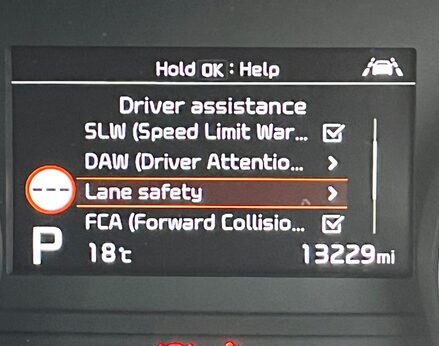 Hold OK : Help
Driver assistance
SLW (Speed Limit War...
DAW (Driver Attentio...
Lane safety
FCA (Forward Collisio...
---
P 18℃ 13229mi